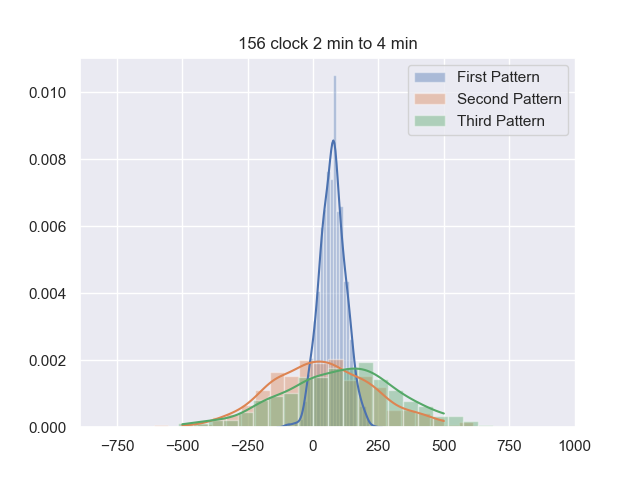 156 clock 2 min to 4 min
First Pattern
Second Pattern
Third Pattern
0.010
0.008
0.006
0.004
0.002
0.000
−750 −500 −250 0 250 500 750 1000